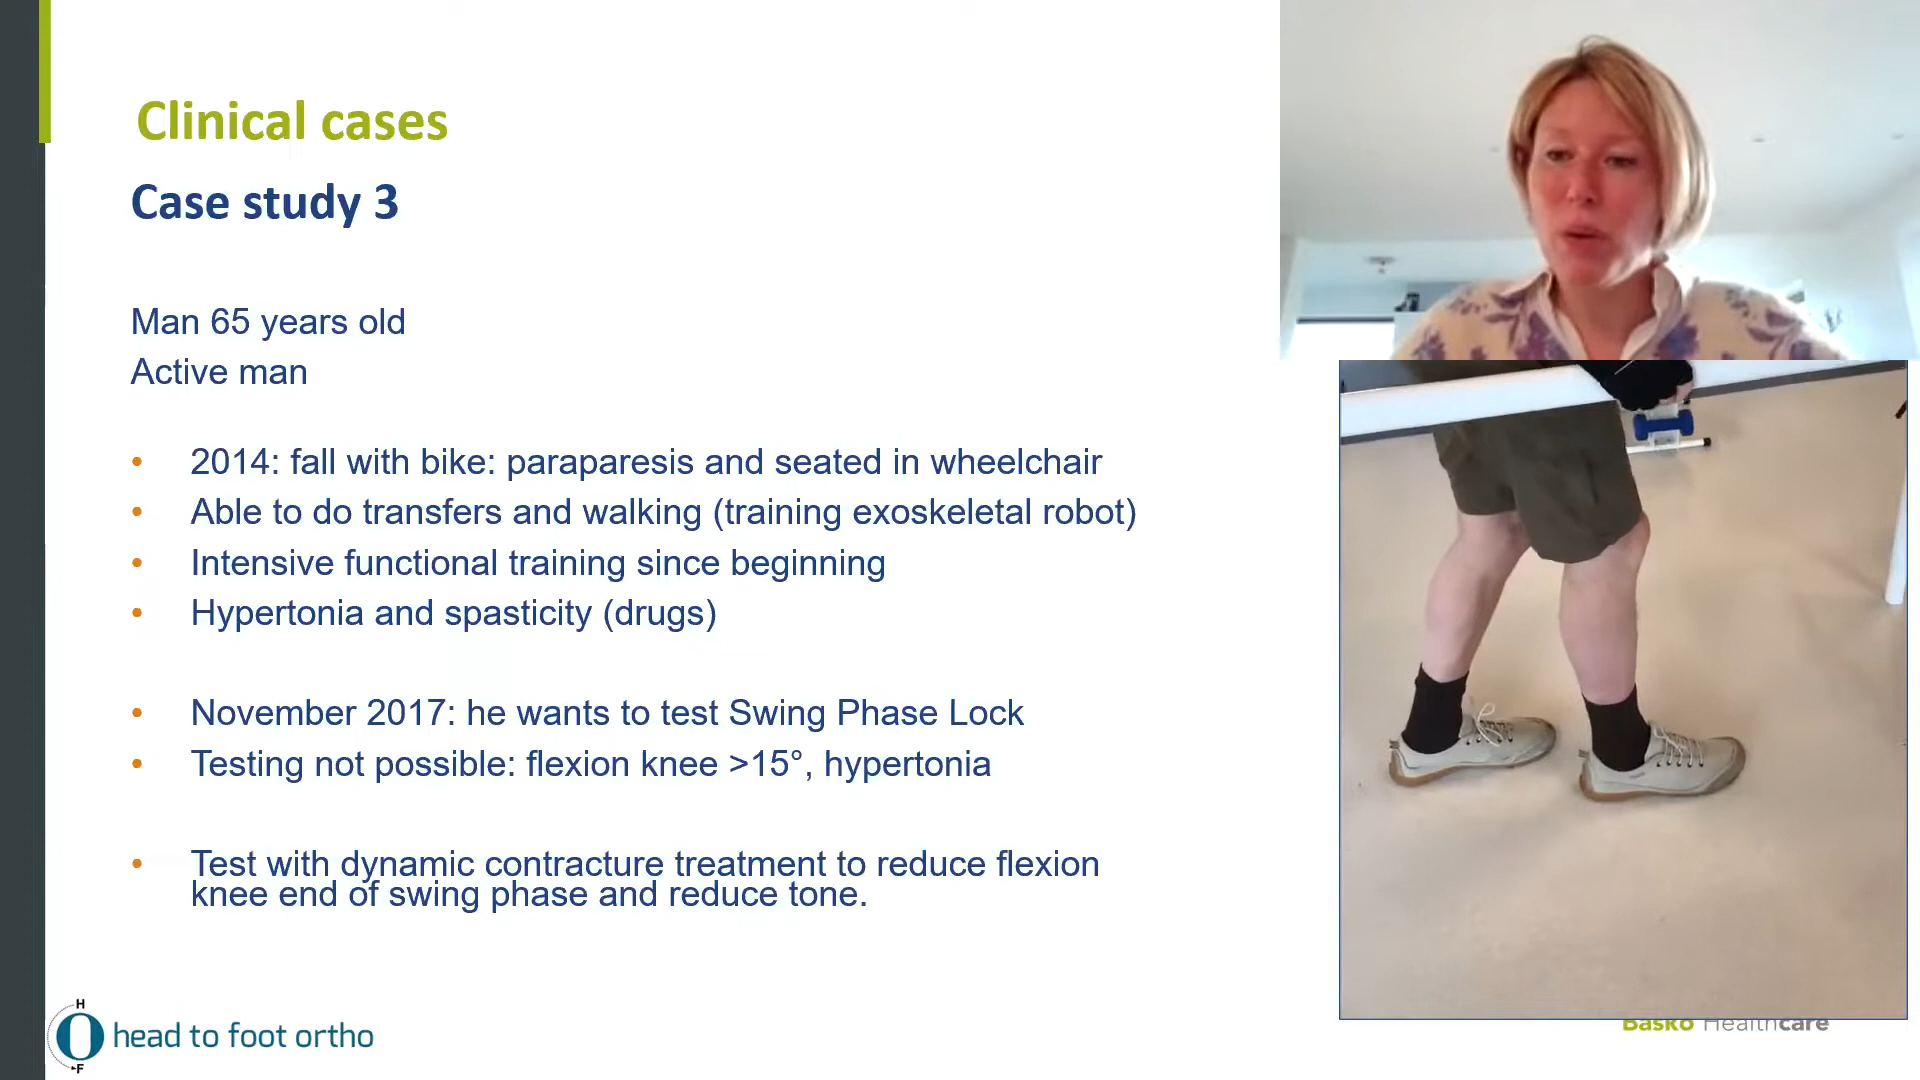 Clinical cases
Case study 3
Man 65 years old
Active man
• 2014: fall with bike: paraparesis and seated in wheelchair
• Able to do transfers and walking (training exoskeletal robot)
• Intensive functional training since beginning
• Hypertonia and spasticity (drugs)
• November 2017: he wants to test Swing Phase Lock
• Testing not possible: flexion knee >15°, hypertonia
• Test with dynamic contracture treatment to reduce flexion
knee end of swing phase and reduce tone.
H
head to foot ortho
F
Basko Healthcare